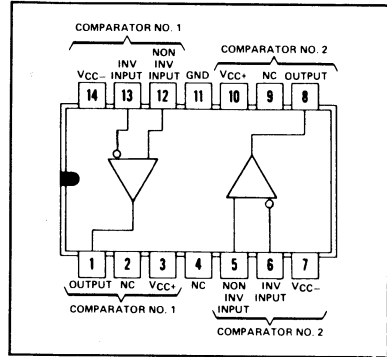 COMPARATOR NO. 1
COMPARATOR NO. 2
VCC– INV INPUT NON INV INPUT GND VCC+ NC OUTPUT
14 13 12 11 10 9 8
1 2 3 4 5 6 7
OUTPUT NC VCC+ NC NON INV INPUT INV INPUT VCC–
COMPARATOR NO. 1
COMPARATOR NO. 2